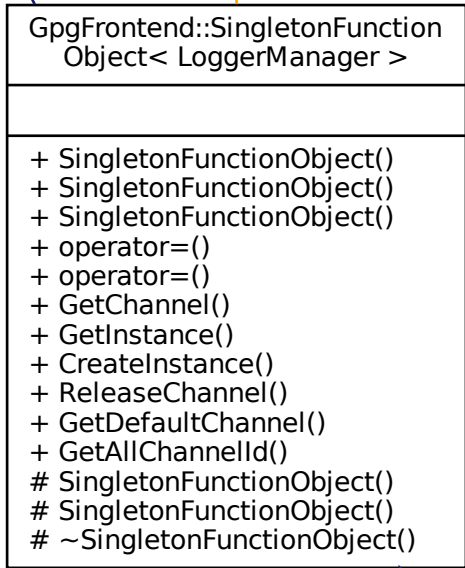 GpgFrontend::SingletonFunction
Object< LoggerManager >
+ SingletonFunctionObject()
+ SingletonFunctionObject()
+ SingletonFunctionObject()
+ operator=()
+ operator=()
+ GetChannel()
+ GetInstance()
+ CreateInstance()
+ ReleaseChannel()
+ GetDefaultChannel()
+ GetAllChannelId()
# SingletonFunctionObject()
# SingletonFunctionObject()
# ~SingletonFunctionObject()